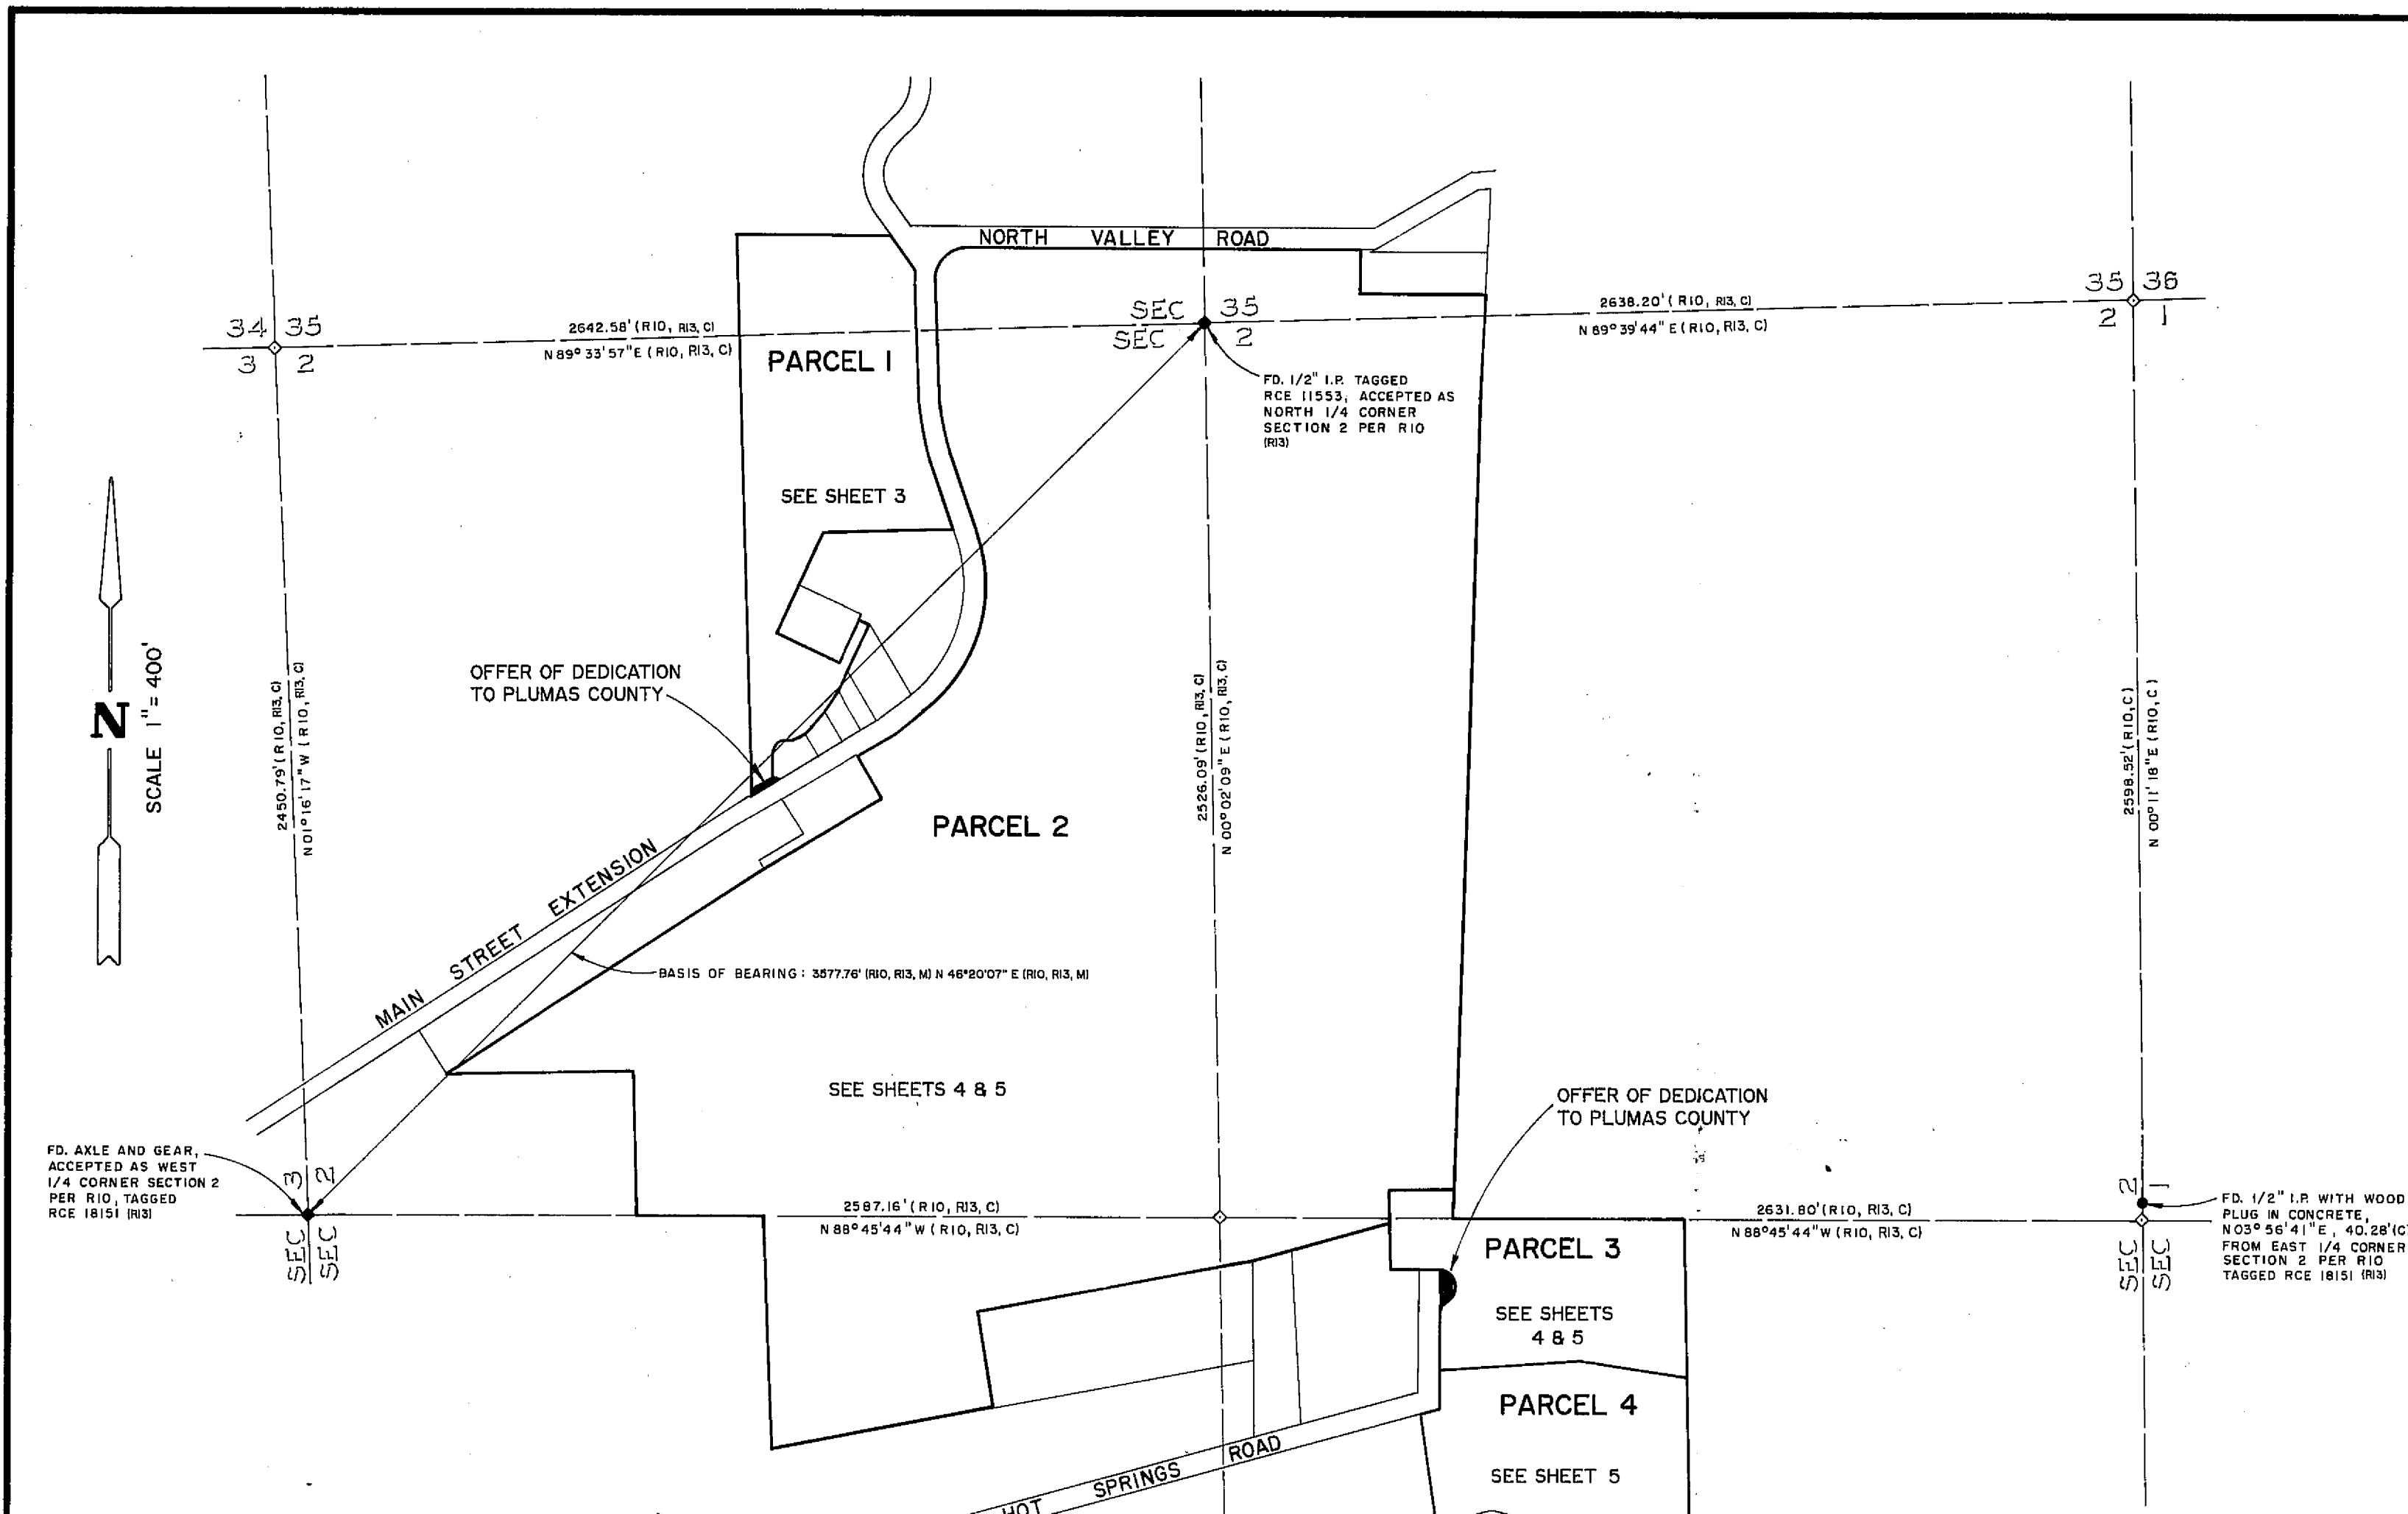 NORTH VALLEY ROAD
34 35
3 2
2642.58' (R10, R13, C)
N 89° 33' 57" E (R10, R13, C)
SEC 35
SEC 2
2638.20' (R10, R13, C)
N 89° 39' 44" E (R10, R13, C)
35 36
2 1
PARCEL 1
FD. 1/2" I.P. TAGGED
RCE 11553, ACCEPTED AS
NORTH 1/4 CORNER
SECTION 2 PER R10
(R13)
SEE SHEET 3
N
SCALE 1" = 400'
2450.79' (R10, R13, C)
N 01° 16' 17" W (R10, R13, C)
OFFER OF DEDICATION
TO PLUMAS COUNTY
2526.09' (R10, R13, C)
N 00° 02' 09" E (R10, R13, C)
2598.52' (R10, C)
N 00° 11' 18" E (R10, C)
PARCEL 2
MAIN STREET EXTENSION
BASIS OF BEARING: 3577.76' (R10, R13, M) N 46°20'07" E (R10, R13, M)
SEE SHEETS 4 & 5
OFFER OF DEDICATION
TO PLUMAS COUNTY
FD. AXLE AND GEAR,
ACCEPTED AS WEST
1/4 CORNER SECTION 2
PER R10, TAGGED
RCE 18151 (R13)
3 2
SEC SEC
2587.16' (R10, R13, C)
N 88° 45' 44" W (R10, R13, C)
2631.80' (R10, R13, C)
N 88° 45' 44" W (R10, R13, C)
2 1
SEC SEC
FD. 1/2" I.P. WITH WOOD
PLUG IN CONCRETE,
N 03° 56' 41" E, 40.28' (C)
FROM EAST 1/4 CORNER
SECTION 2 PER R10
TAGGED RCE 18151 (R13)
PARCEL 3
SEE SHEETS
4 & 5
PARCEL 4
SEE SHEET 5
HOT SPRINGS ROAD